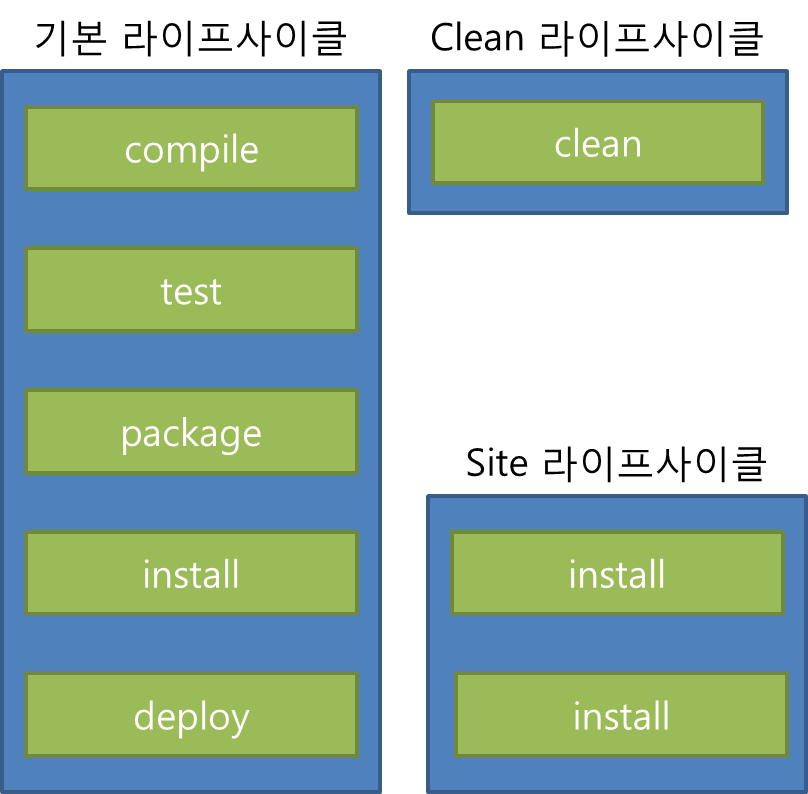 기본 라이프사이클
compile
test
package
install
deploy
Clean 라이프사이클
clean
Site 라이프사이클
install
install